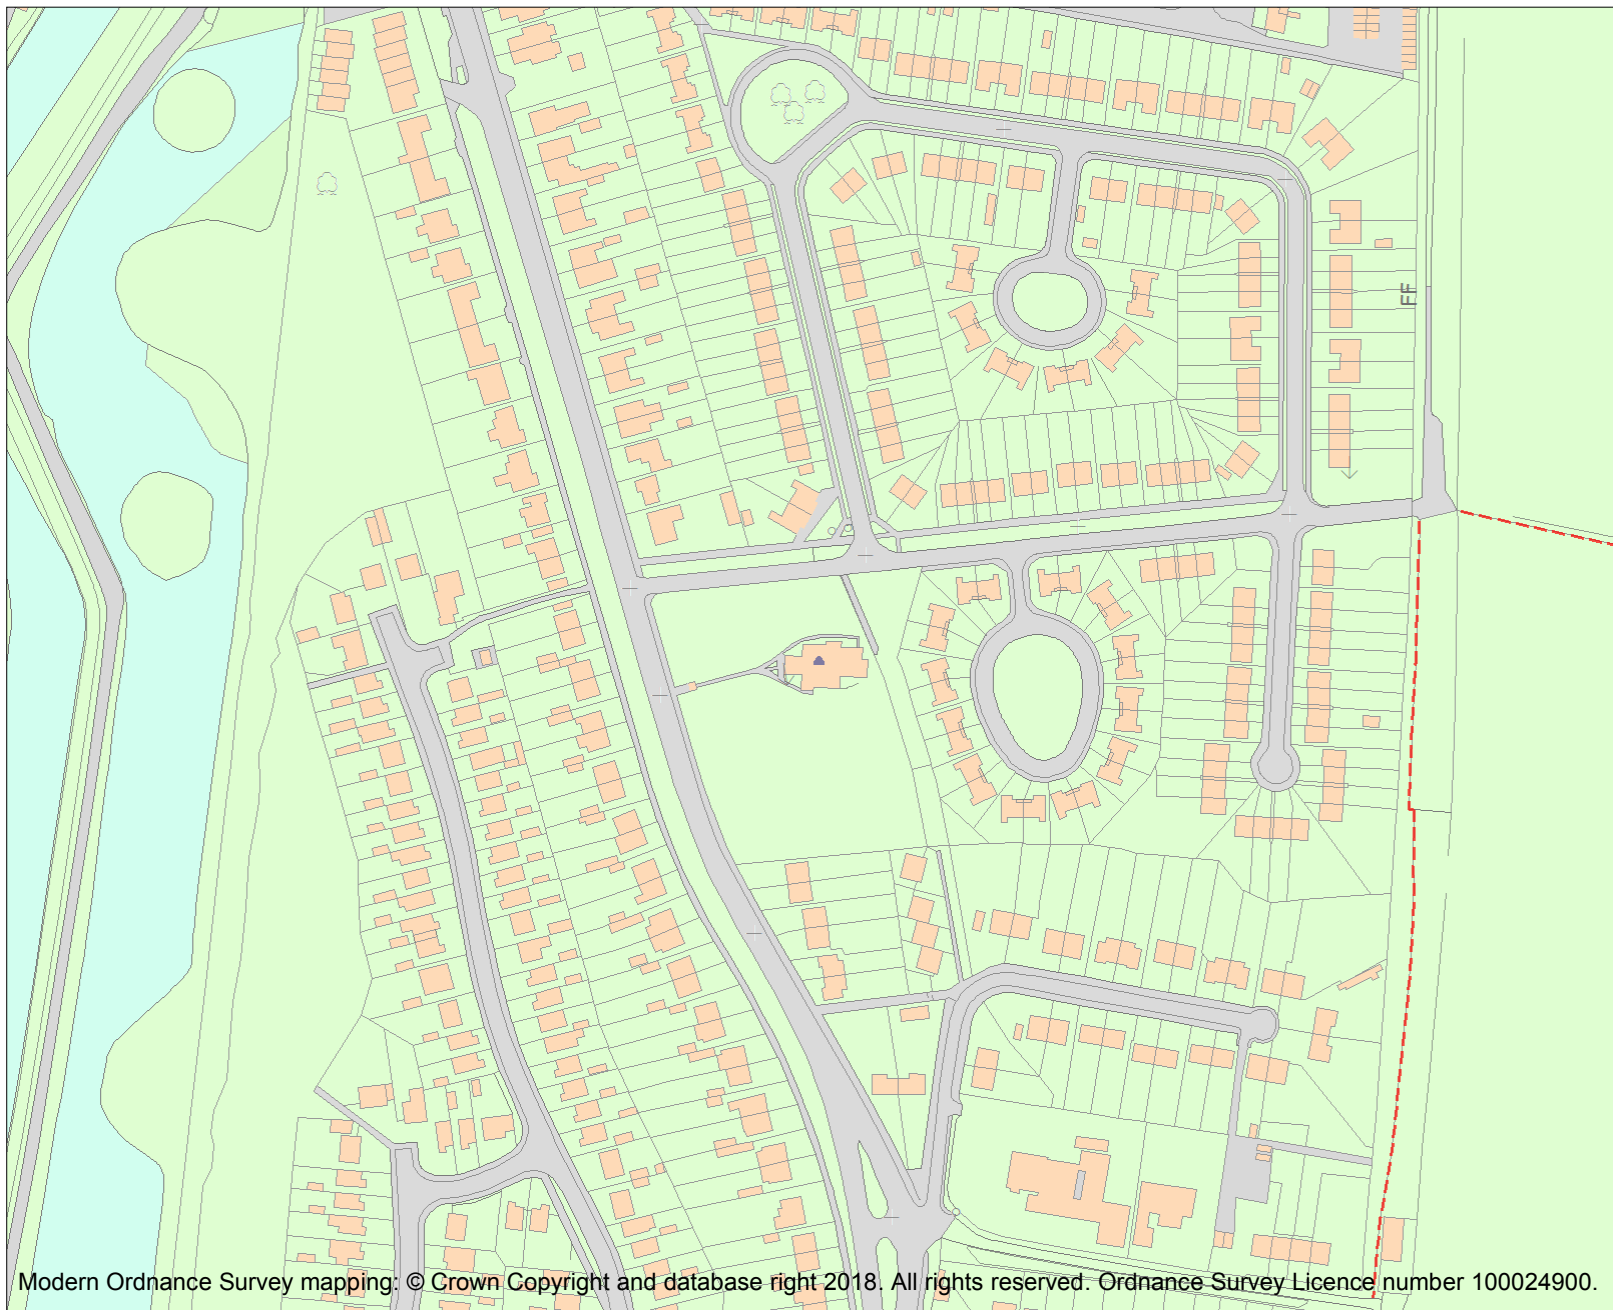 FF
Modern Ordnance Survey mapping: © Crown Copyright and database right 2018. All rights reserved. Ordnance Survey Licence number 100024900.